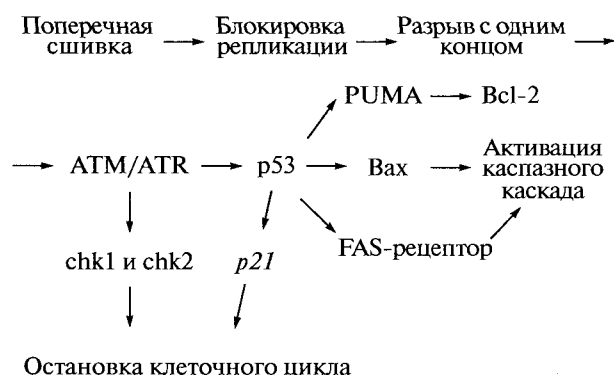 Поперечная Блокировка Разрыв с одним
сшивка репликации концом
PUMA Bcl-2
ATM/ATR p53 Bax Активация
каспазного
каскада
chk1 и chk2 p21 FAS-рецептор
Остановка клеточного цикла